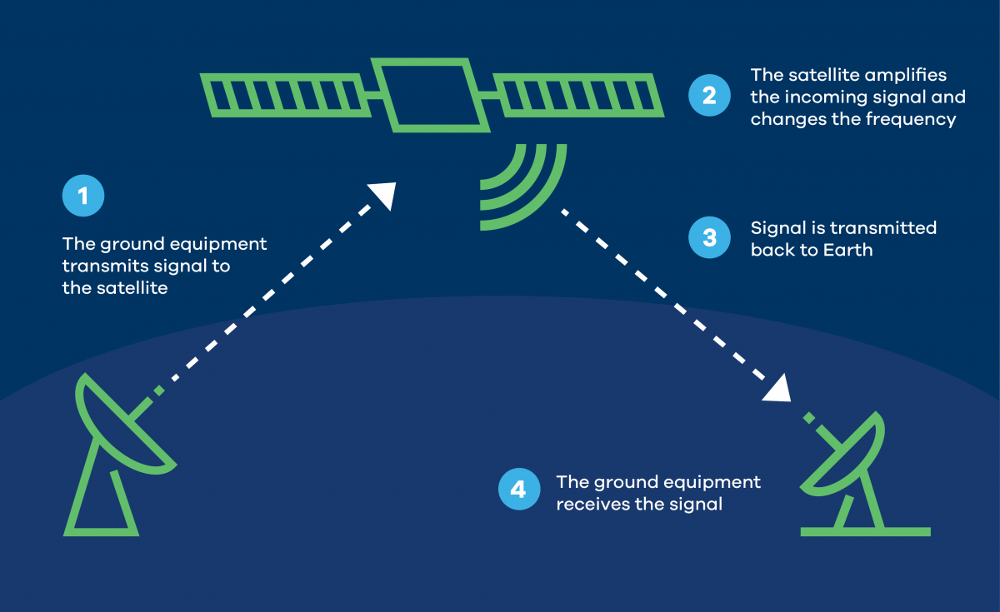 1
The ground equipment
transmits signal to
the satellite
2
The satellite amplifies
the incoming signal and
changes the frequency
3
Signal is transmitted
back to Earth
4
The ground equipment
receives the signal